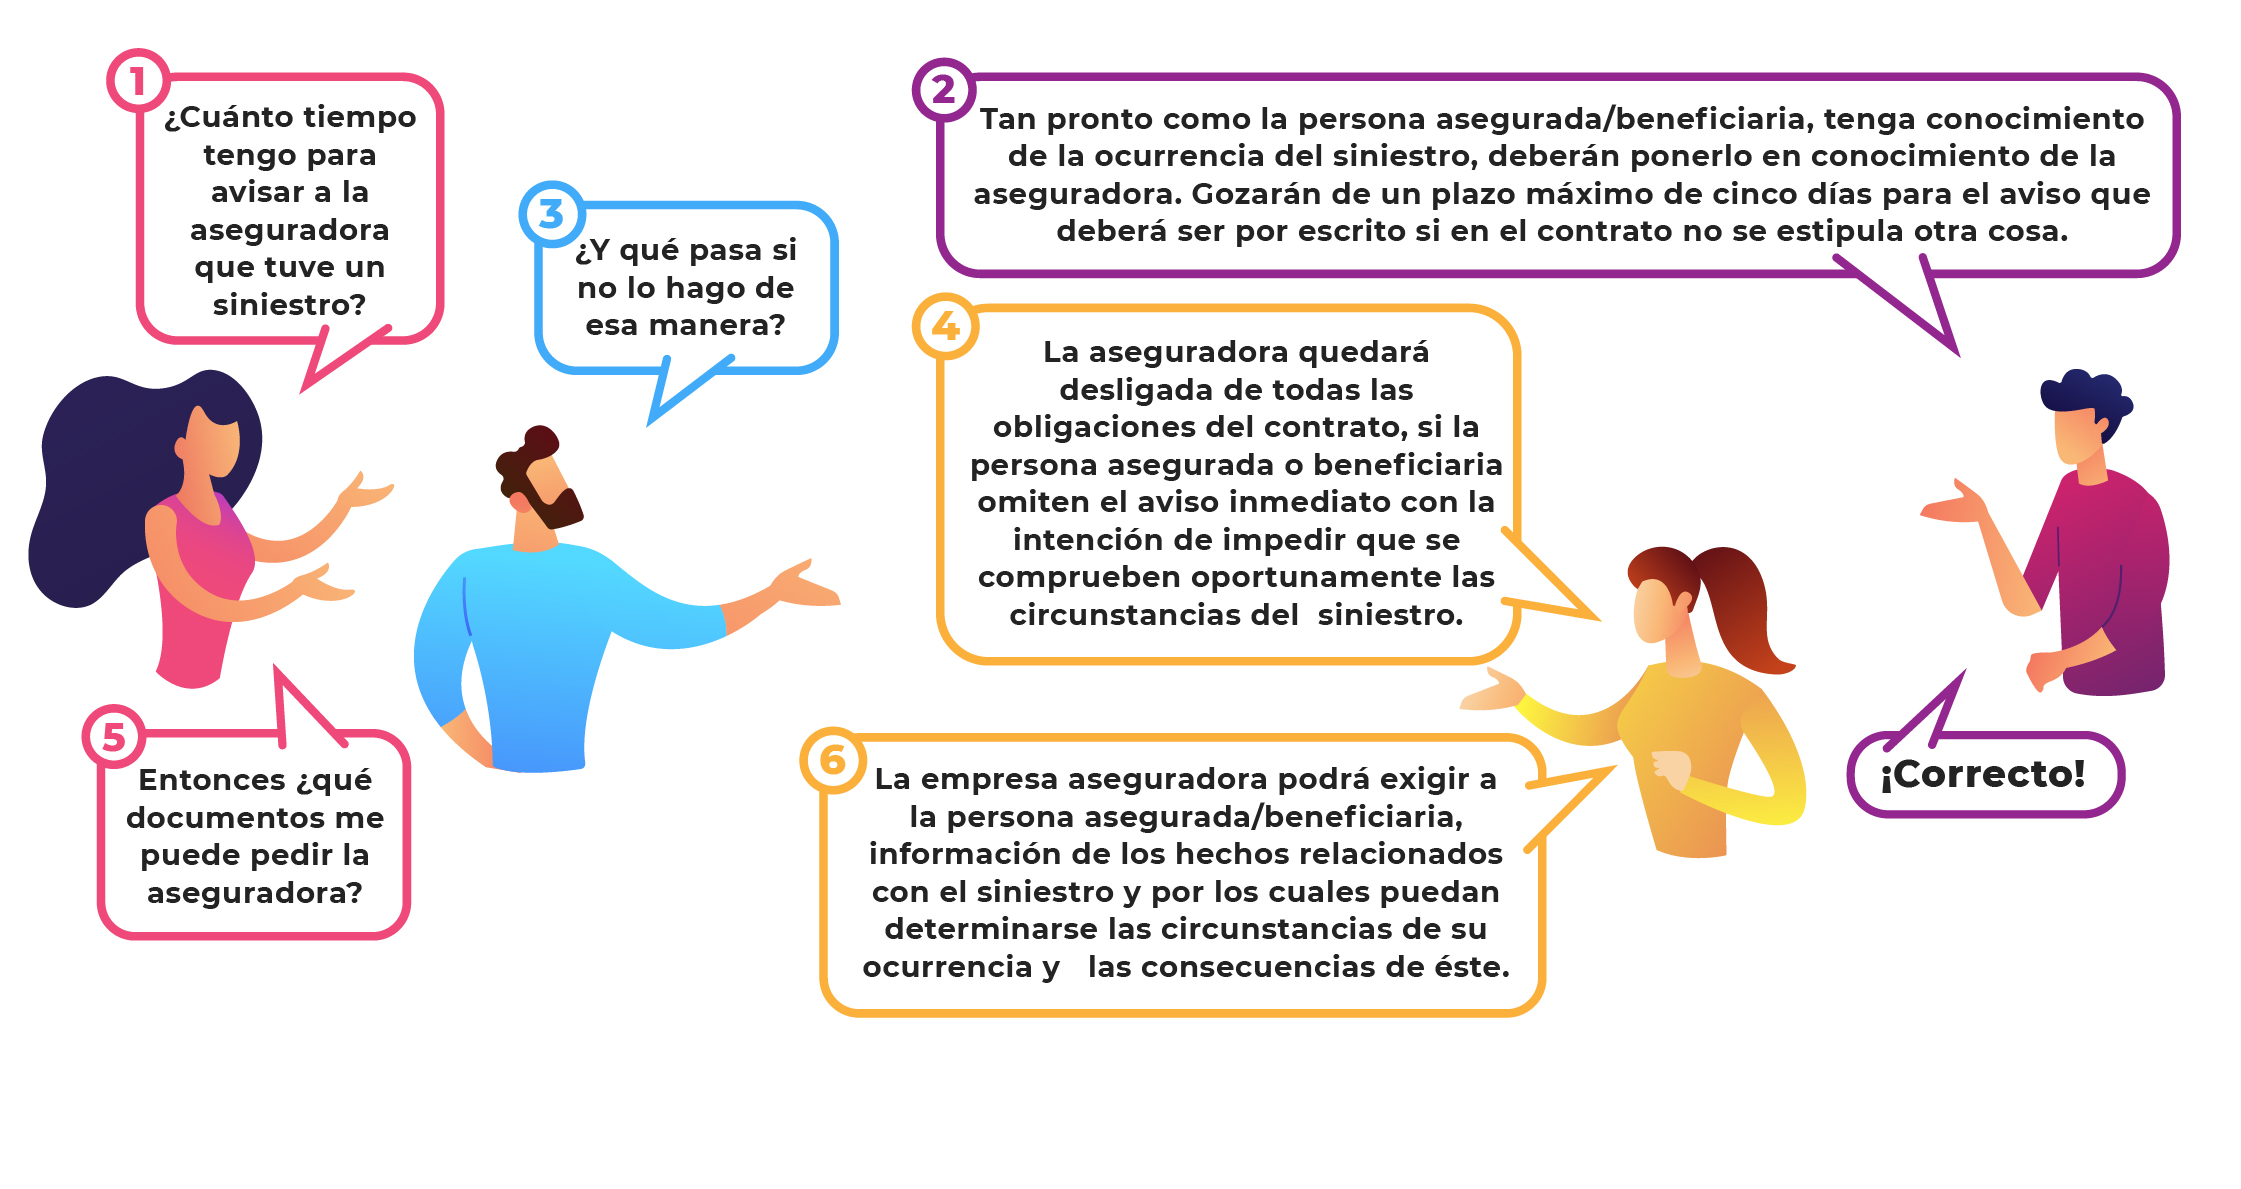 1
¿Cuánto tiempo
tengo para
avisar a la
aseguradora
que tuve un
siniestro?
2
Tan pronto como la persona asegurada/beneficiaria, tenga conocimiento
de la ocurrencia del siniestro, deberán ponerlo en conocimiento de la
aseguradora. Gozarán de un plazo máximo de cinco días para el aviso que
deberá ser por escrito si en el contrato no se estipula otra cosa.
3
¿Y qué pasa si
no lo hago de
esa manera?
4
La aseguradora quedará
desligada de todas las
obligaciones del contrato, si la
persona asegurada o beneficiaria
omiten el aviso inmediato con la
intención de impedir que se
comprueben oportunamente las
circunstancias del siniestro.
5
Entonces ¿qué
documentos me
puede pedir la
aseguradora?
6
La empresa aseguradora podrá exigir a
la persona asegurada/beneficiaria,
información de los hechos relacionados
con el siniestro y por los cuales puedan
determinarse las circunstancias de su
ocurrencia y las consecuencias de éste.
¡Correcto!